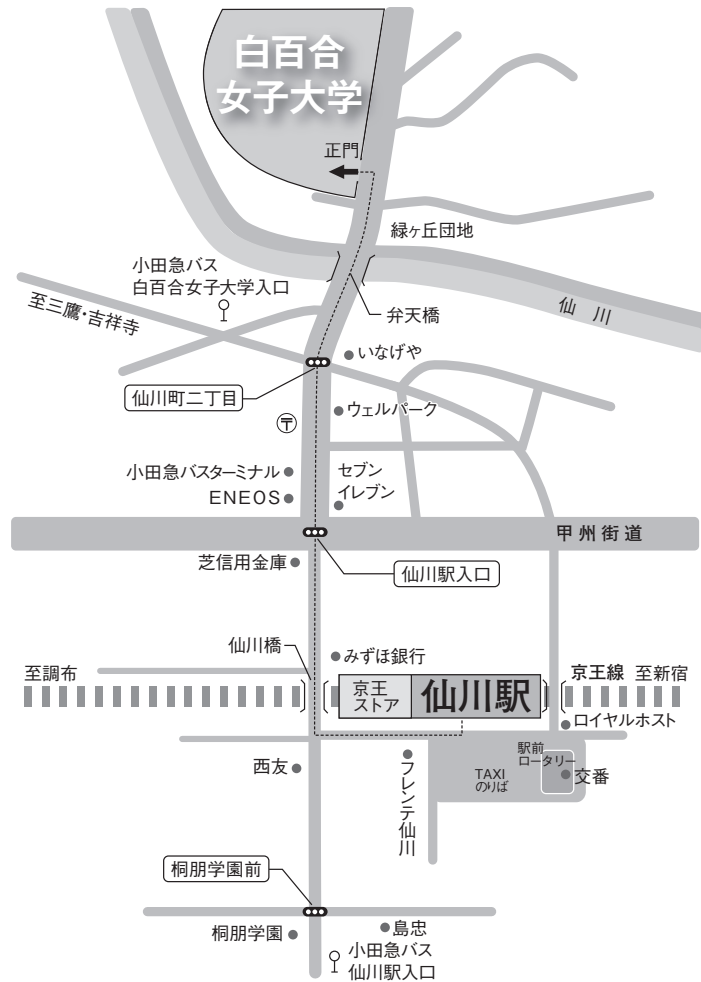 白百合
女子大学
正門
緑ヶ丘団地
小田急バス
白百合女子大学入口
至三鷹・吉祥寺
仙川
弁天橋
いなげや
仙川町二丁目
ウェルパーク
〒
小田急バスターミナル
セブン
イレブン
ENEOS
甲州街道
芝信用金庫
仙川駅入口
仙川橋
みずほ銀行
至調布
京王線 至新宿
京王
ストア
仙川駅
ロイヤルホスト
駅前
ロータリー
西友
フレンテ仙川
TAXI
のりば
交番
桐朋学園前
桐朋学園
島忠
小田急バス
仙川駅入口